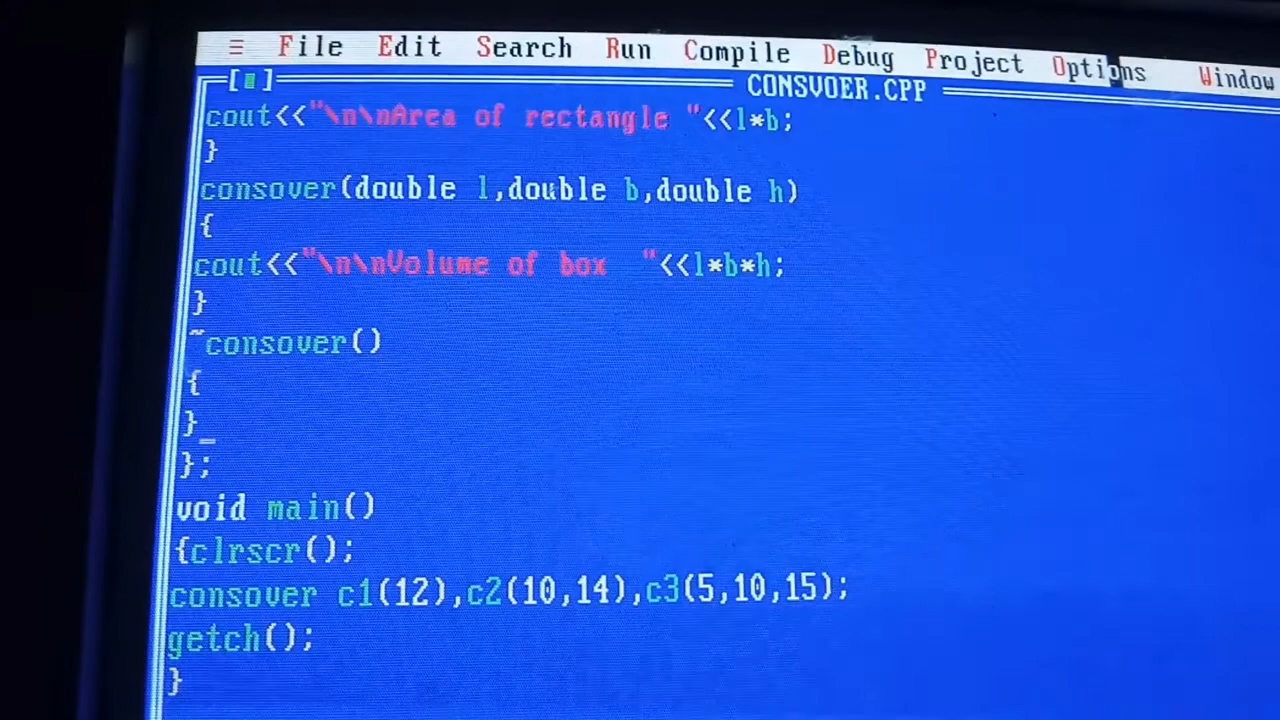 ≡ File Edit Search Run Compile Debug Project Options Window
[■] CONSVOER.CPP
cout<<"\n\nArea of rectangle "<<l*b;
}
consover(double l,double b,double h)
{
cout<<"\n\nVolume of box  "<<l*b*h;
}
~consover()
{
}_
};
void main()
{clrscr();
consover c1(12),c2(10,14),c3(5,10,15);
getch();
}